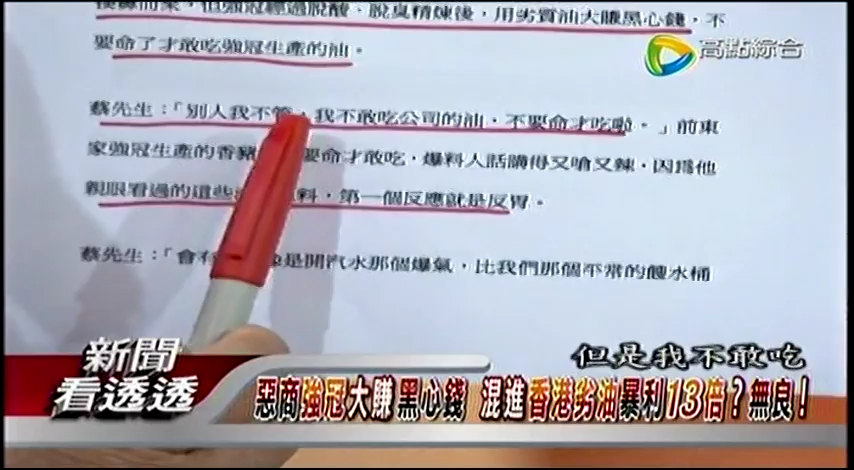 撲鼻而來，但強冠經過脫酸、脫臭精煉後，用劣質油大賺黑心錢，不
要命了才敢吃強冠生產的油。
高點綜合
蔡先生：「別人我不管，我不敢吃公司的油，不要命才吃啦。」前東
家強冠生產的香豬 要命才敢吃，爆料人話講得又嗆又辣，因為他
親眼看過的這些 料，第一個反應就是反胃。
蔡先生：「會有 是開汽水那個爆氣，比我們那個平常的餿水桶
但是我不敢吃
新聞
看透透
惡商強冠大賺黑心錢 混進香港劣油暴利13倍？無良！